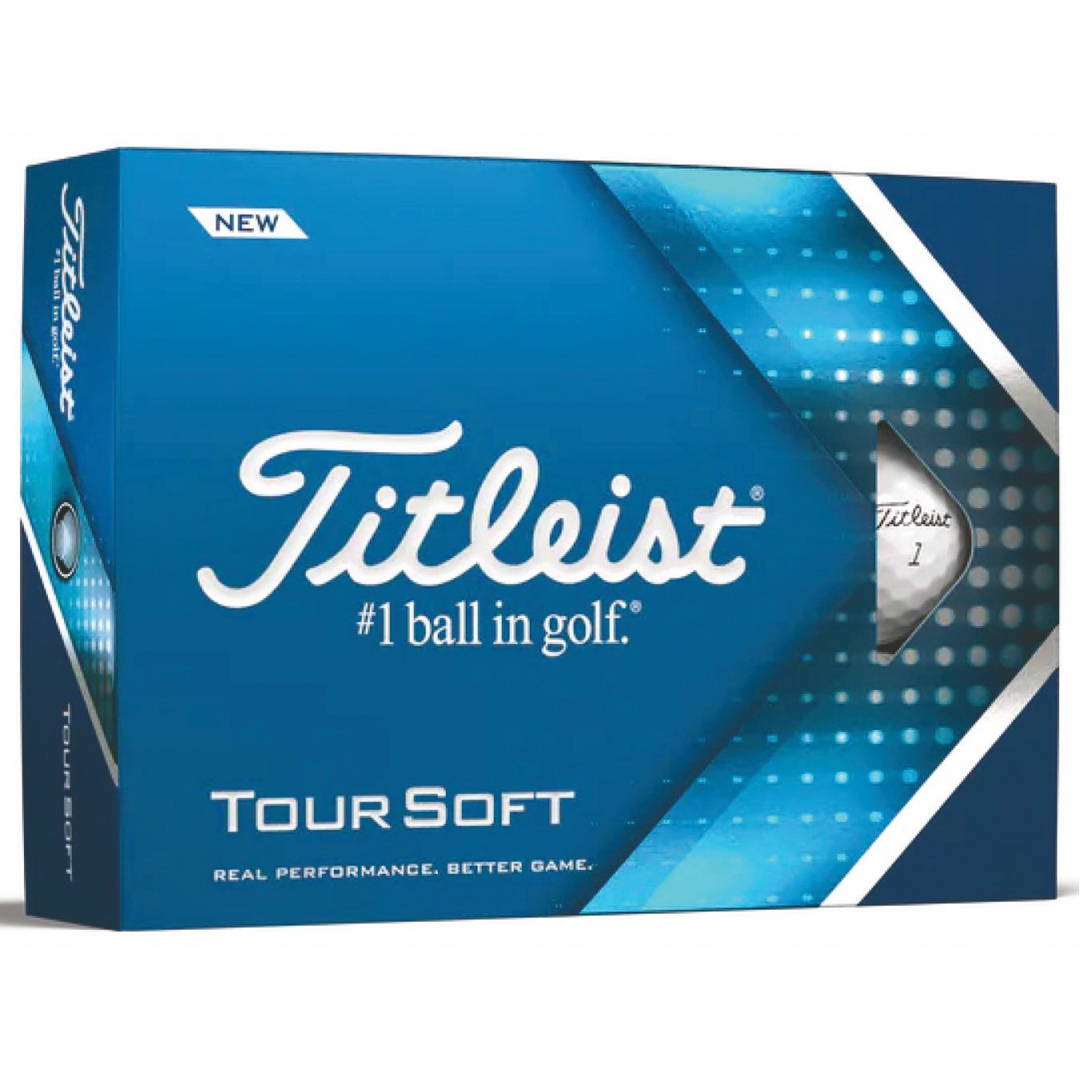 NEW
Titleist®
#1 ball in golf.®
TOUR SOFT
REAL PERFORMANCE. BETTER GAME.
Titleist
1
Titleist
#1 ball in golf.
TOUR SOFT